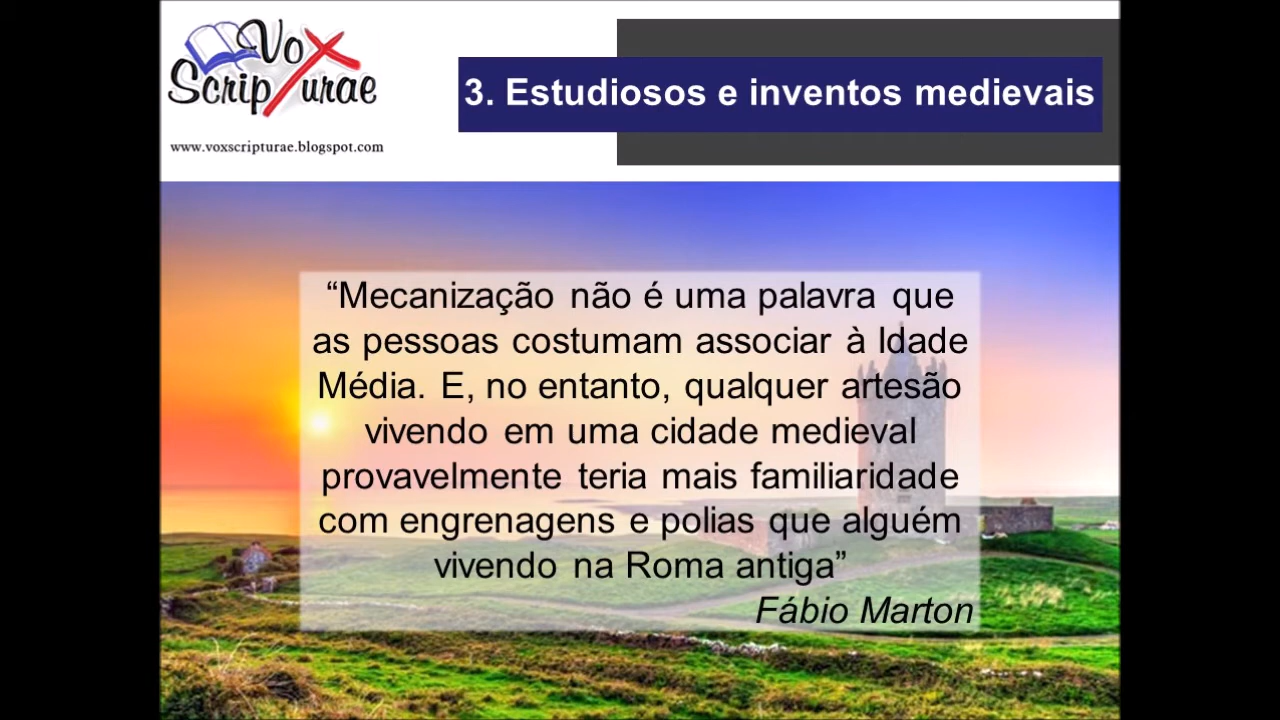 Vox
Scripturae
www.voxscripturae.blogspot.com
3. Estudiosos e inventos medievais
“Mecanização não é uma palavra que
as pessoas costumam associar à Idade
Média. E, no entanto, qualquer artesão
vivendo em uma cidade medieval
provavelmente teria mais familiaridade
com engrenagens e polias que alguém
vivendo na Roma antiga”
Fábio Marton